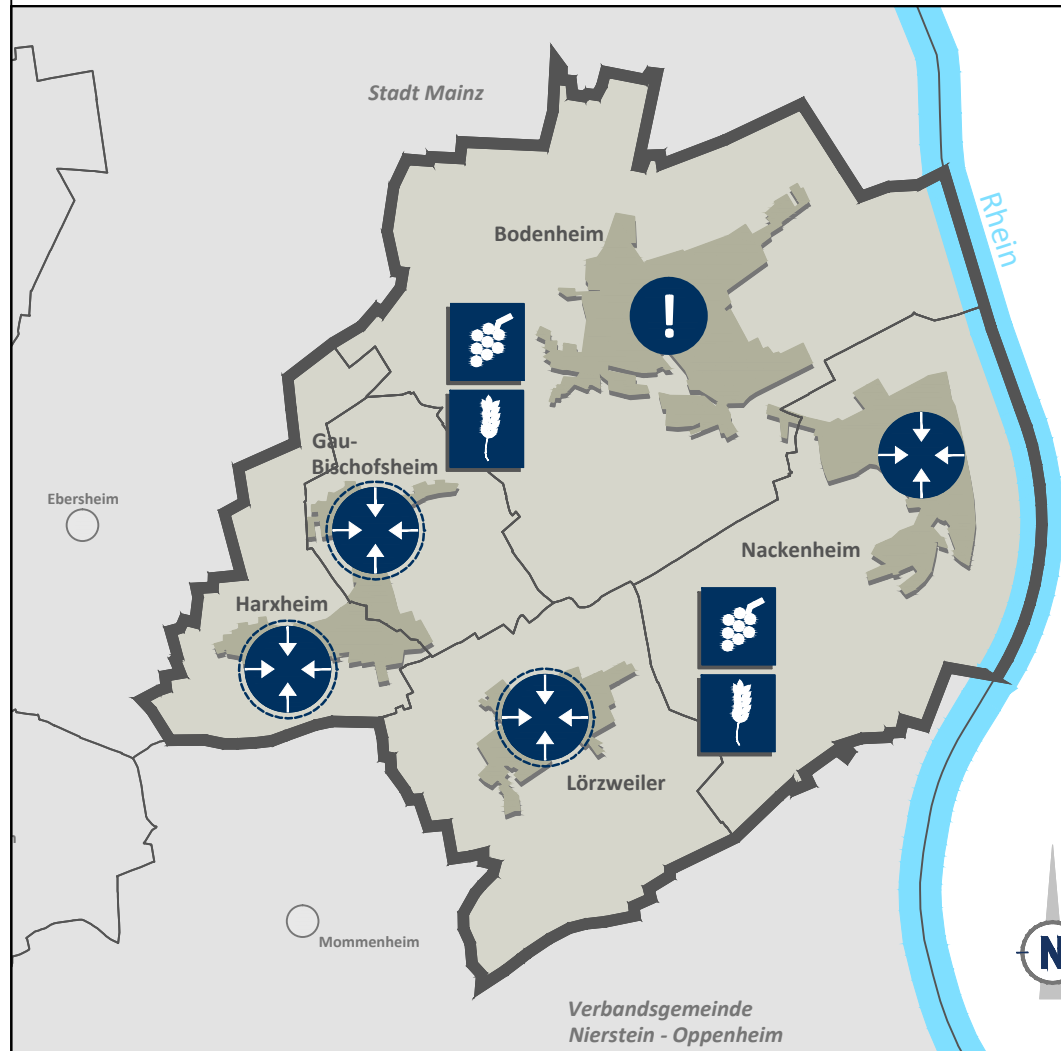 Stadt Mainz
Rhein
Bodenheim
!
Gau-
Bischofsheim
Ebersheim
Nackenheim
Harxheim
Lörzweiler
Mommenheim
N
Verbandsgemeinde
Nierstein - Oppenheim